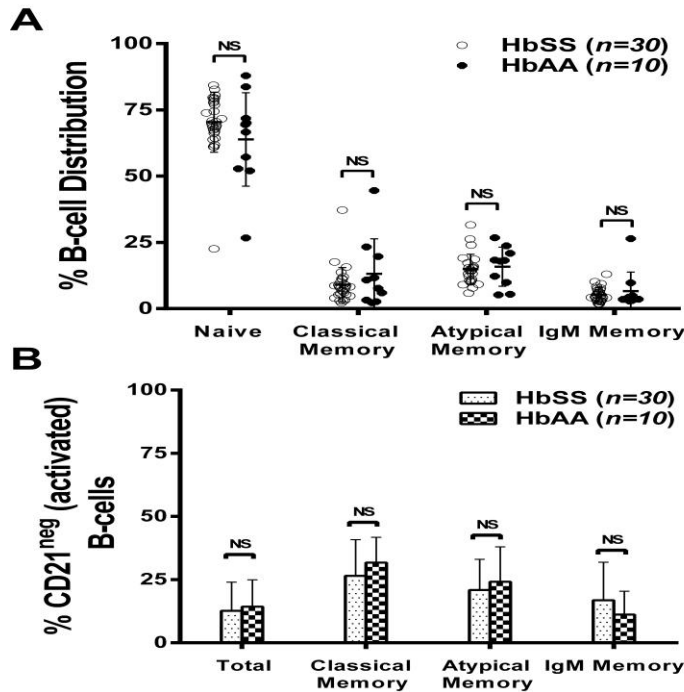 A
% B-cell Distribution
100
75
50
25
0
HbSS (n=30)
HbAA (n=10)
NS
NS
NS
NS
Naive
Classical
Memory
Atypical
Memory
IgM Memory
B
% CD21neg (activated)
B-cells
100
75
50
25
0
HbSS (n=30)
HbAA (n=10)
NS
NS
NS
NS
Total
Classical
Memory
Atypical
Memory
IgM Memory